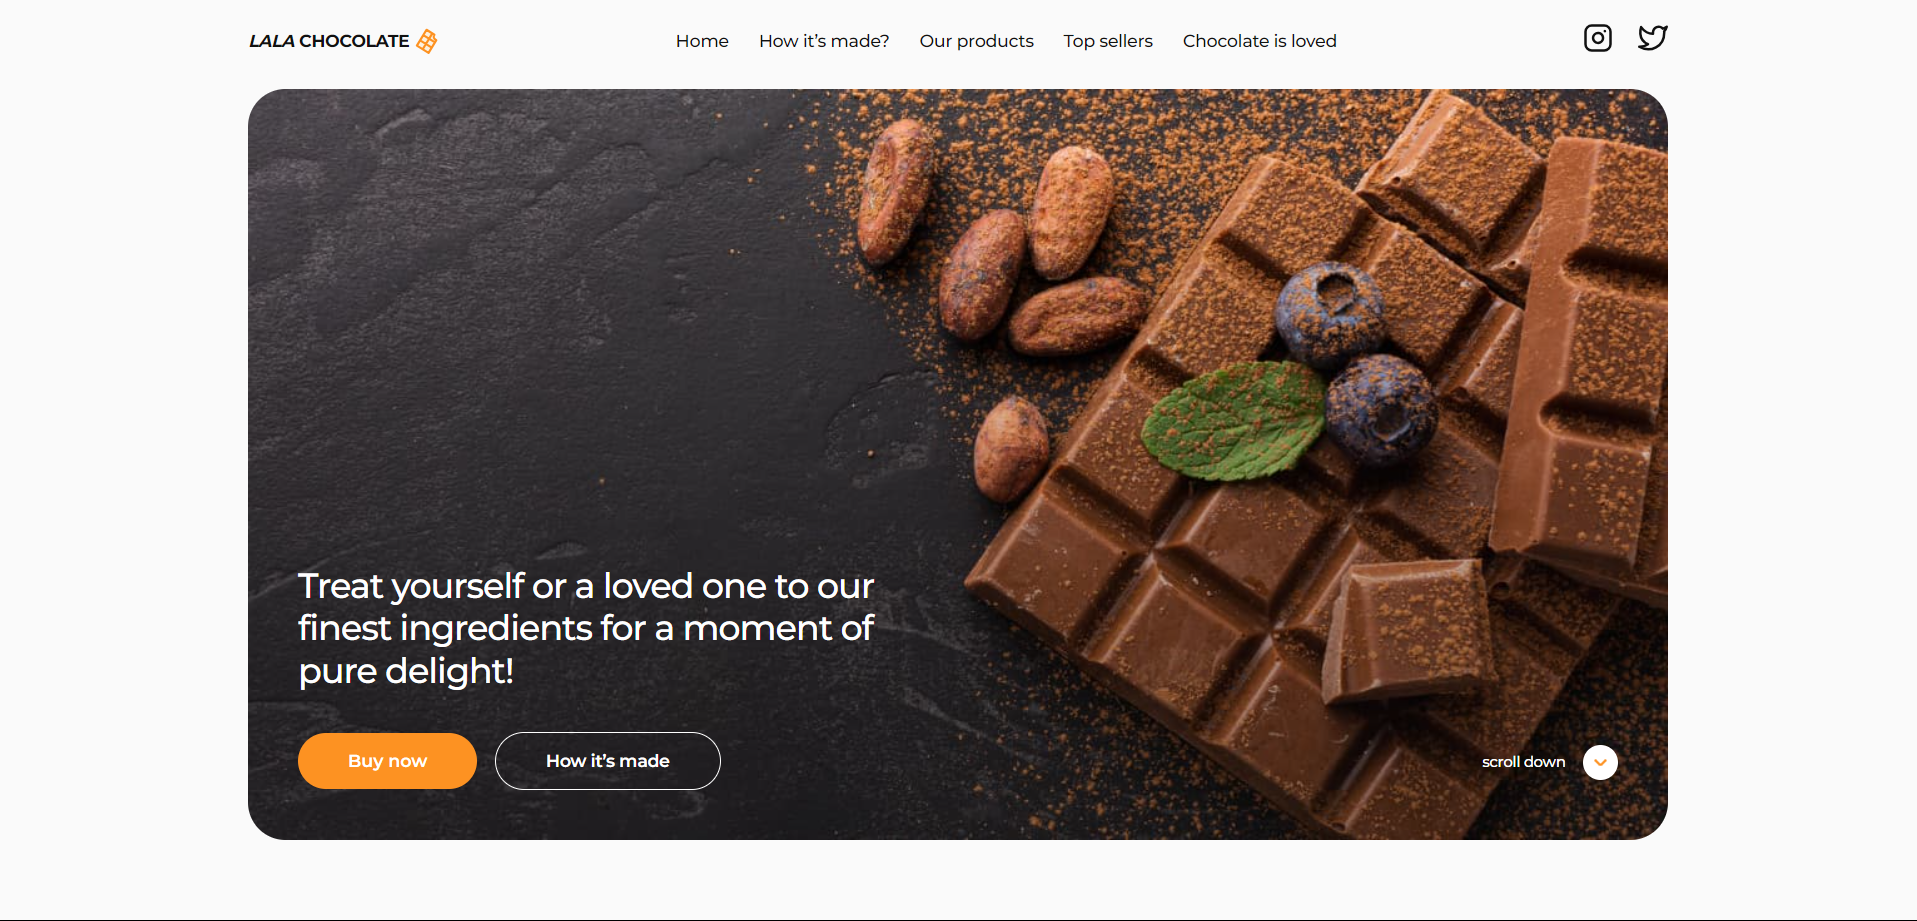 LALA CHOCOLATE
Home
How it’s made?
Our products
Top sellers
Chocolate is loved
Treat yourself or a loved one to our
finest ingredients for a moment of
pure delight!
Buy now
How it’s made
scroll down